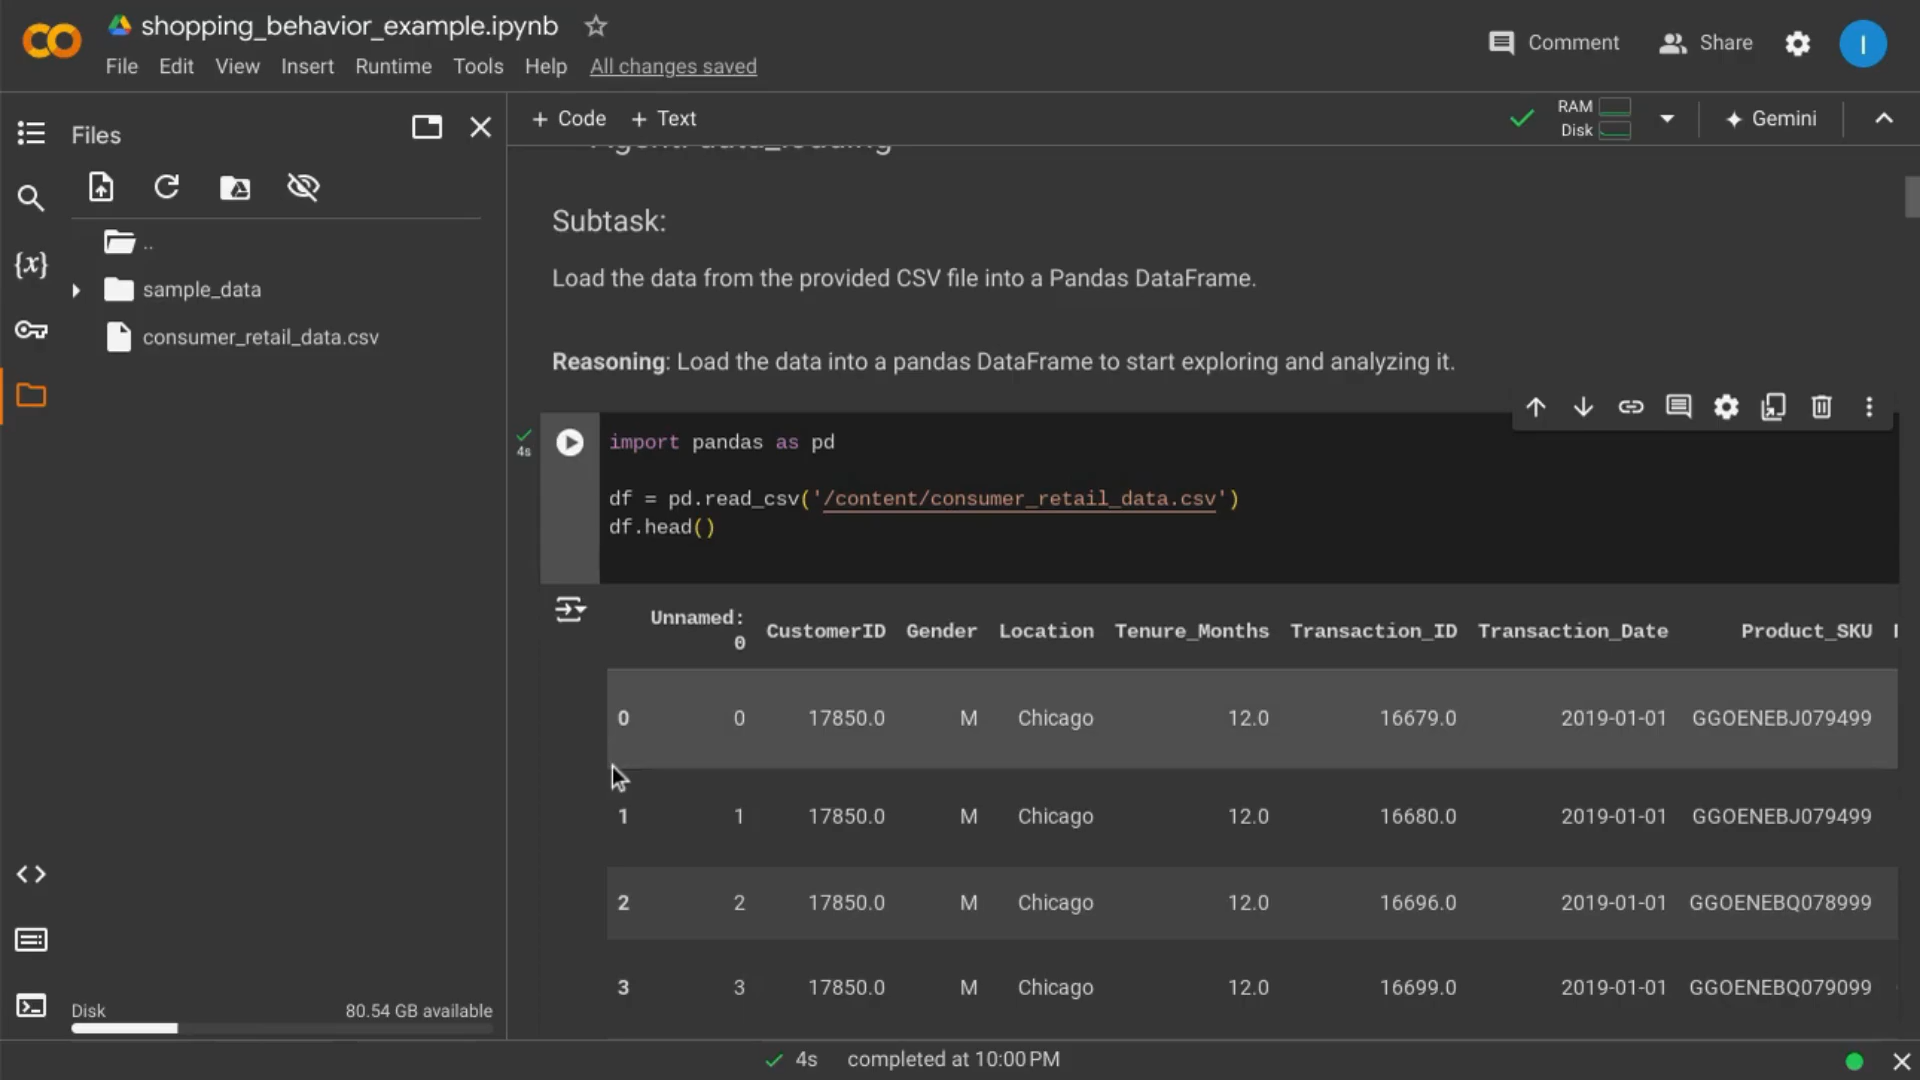 shopping_behavior_example.ipynb
File Edit View Insert Runtime Tools Help All changes saved
Comment Share I
Files
+ Code + Text
RAM
Disk
Gemini
..
sample_data
consumer_retail_data.csv
{x}
Disk 80.54 GB available
Agent: data_loading
Subtask:
Load the data from the provided CSV file into a Pandas DataFrame.
Reasoning: Load the data into a pandas DataFrame to start exploring and analyzing it.
4s
import pandas as pd
df = pd.read_csv('/content/consumer_retail_data.csv')
df.head()
Unnamed: 0 CustomerID Gender Location Tenure_Months Transaction_ID Transaction_Date Product_SKU
0 0 17850.0 M Chicago 12.0 16679.0 2019-01-01 GGOENEBJ079499
1 1 17850.0 M Chicago 12.0 16680.0 2019-01-01 GGOENEBJ079499
2 2 17850.0 M Chicago 12.0 16696.0 2019-01-01 GGOENEBQ078999
3 3 17850.0 M Chicago 12.0 16699.0 2019-01-01 GGOENEBQ079099
4s completed at 10:00 PM